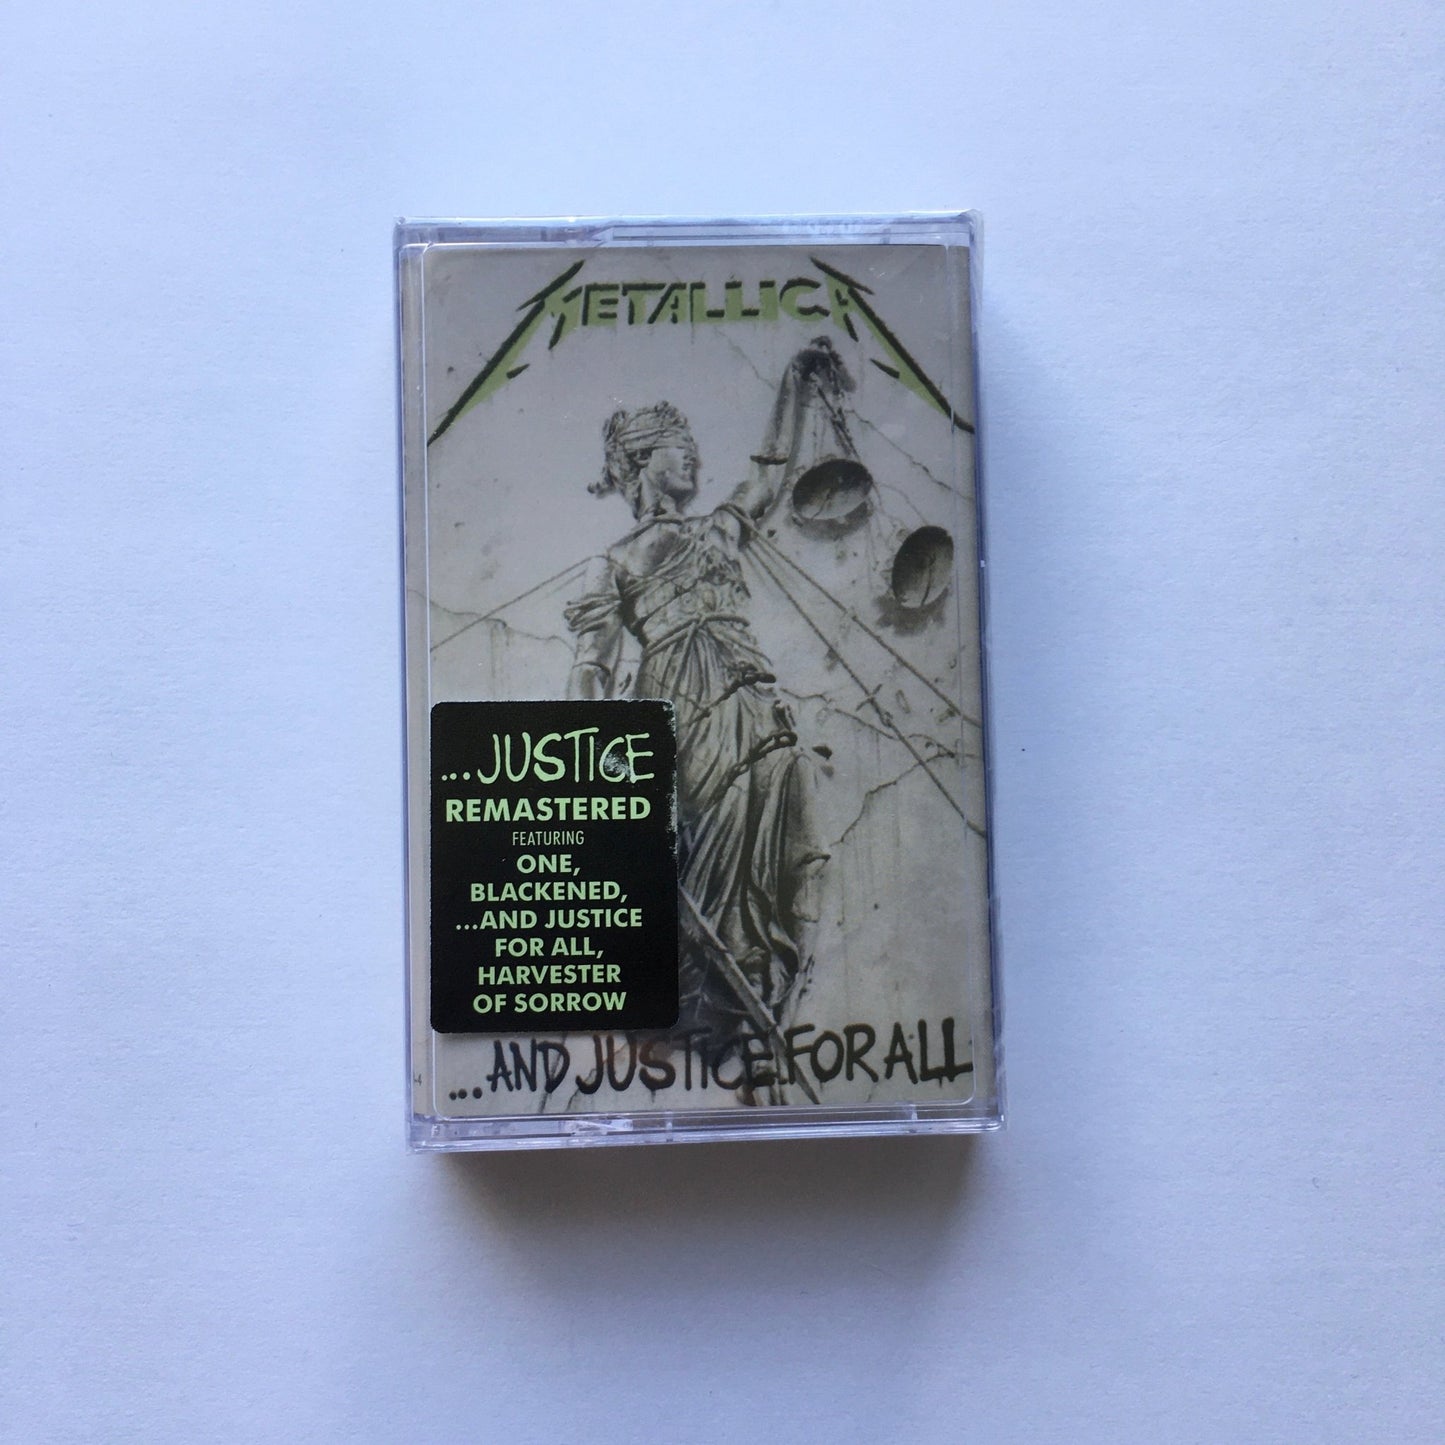 METALLICA
...JUSTICE
REMASTERED
FEATURING
ONE,
BLACKENED,
...AND JUSTICE
FOR ALL,
HARVESTER
OF SORROW
...AND JUSTICE FOR ALL